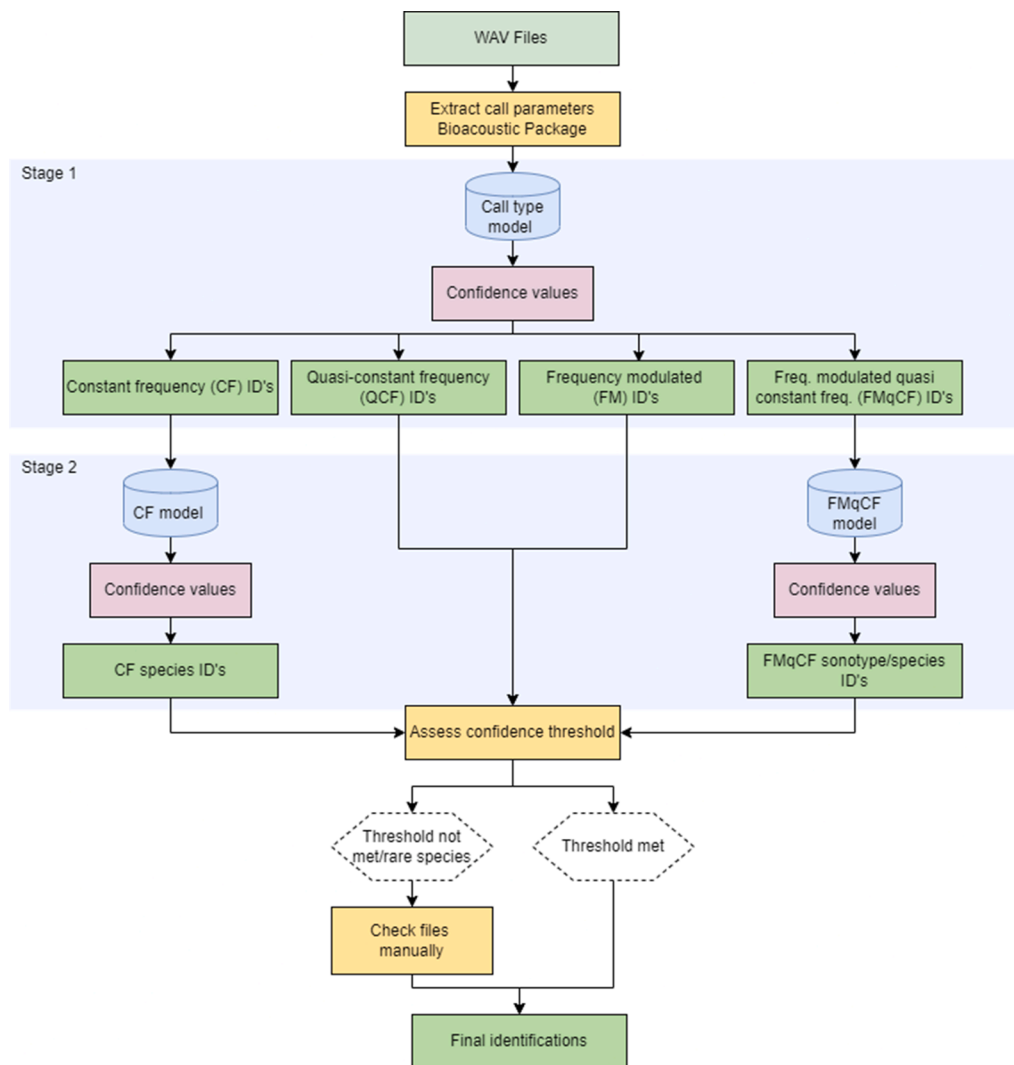 WAV Files
Extract call parameters
Bioacoustic Package
Stage 1
Call type
model
Confidence values
Constant frequency (CF) ID's
Quasi-constant frequency
(QCF) ID's
Frequency modulated
(FM) ID's
Freq. modulated quasi
constant freq. (FMqCF) ID's
Stage 2
CF model
FMqCF
model
Confidence values
Confidence values
CF species ID's
FMqCF sonotype/species
ID's
Assess confidence threshold
Threshold not
met/rare species
Threshold met
Check files
manually
Final identifications